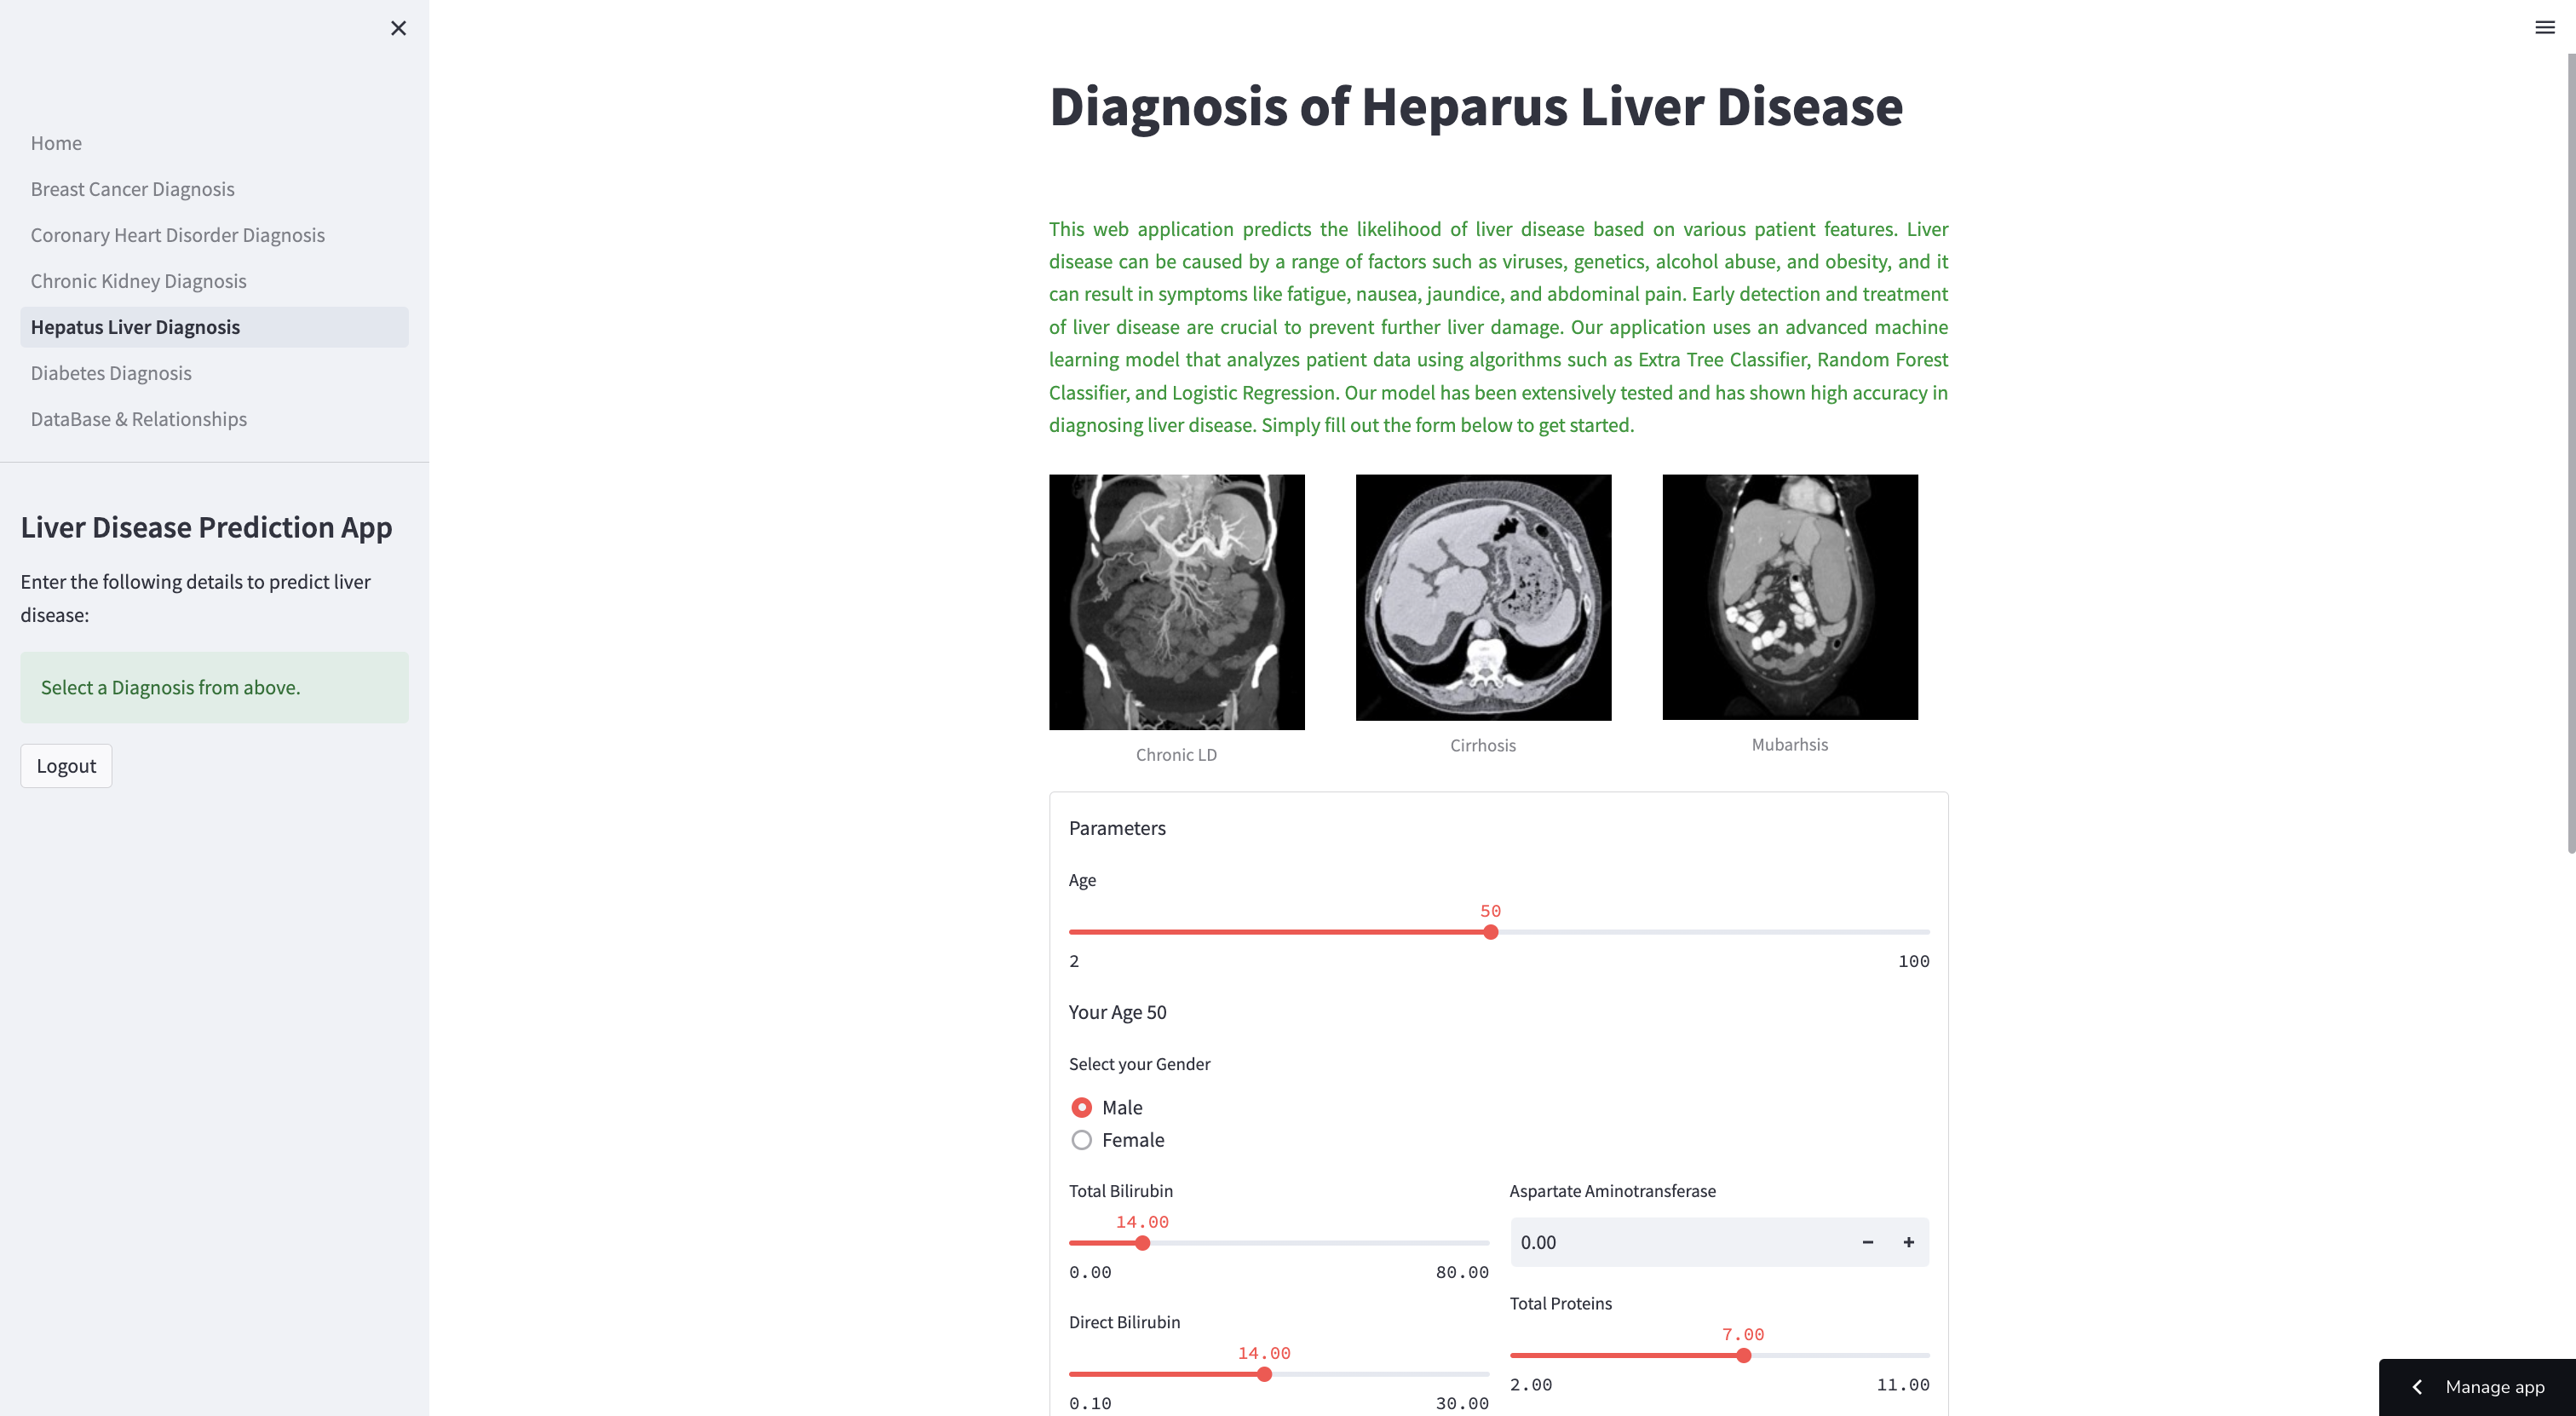 Home
Breast Cancer Diagnosis
Coronary Heart Disorder Diagnosis
Chronic Kidney Diagnosis
Hepatus Liver Diagnosis
Diabetes Diagnosis
DataBase & Relationships
Liver Disease Prediction App
Enter the following details to predict liver
disease:
Select a Diagnosis from above.
Logout
Diagnosis of Heparus Liver Disease
This web application predicts the likelihood of liver disease based on various patient features. Liver
disease can be caused by a range of factors such as viruses, genetics, alcohol abuse, and obesity, and it
can result in symptoms like fatigue, nausea, jaundice, and abdominal pain. Early detection and treatment
of liver disease are crucial to prevent further liver damage. Our application uses an advanced machine
learning model that analyzes patient data using algorithms such as Extra Tree Classifier, Random Forest
Classifier, and Logistic Regression. Our model has been extensively tested and has shown high accuracy in
diagnosing liver disease. Simply fill out the form below to get started.
Chronic LD
Cirrhosis
Mubarhsis
Parameters
Age
50
2 100
Your Age 50
Select your Gender
Male
Female
Total Bilirubin
14.00
0.00 80.00
Direct Bilirubin
14.00
0.10 30.00
Aspartate Aminotransferase
0.00 − +
Total Proteins
7.00
2.00 11.00
Manage app